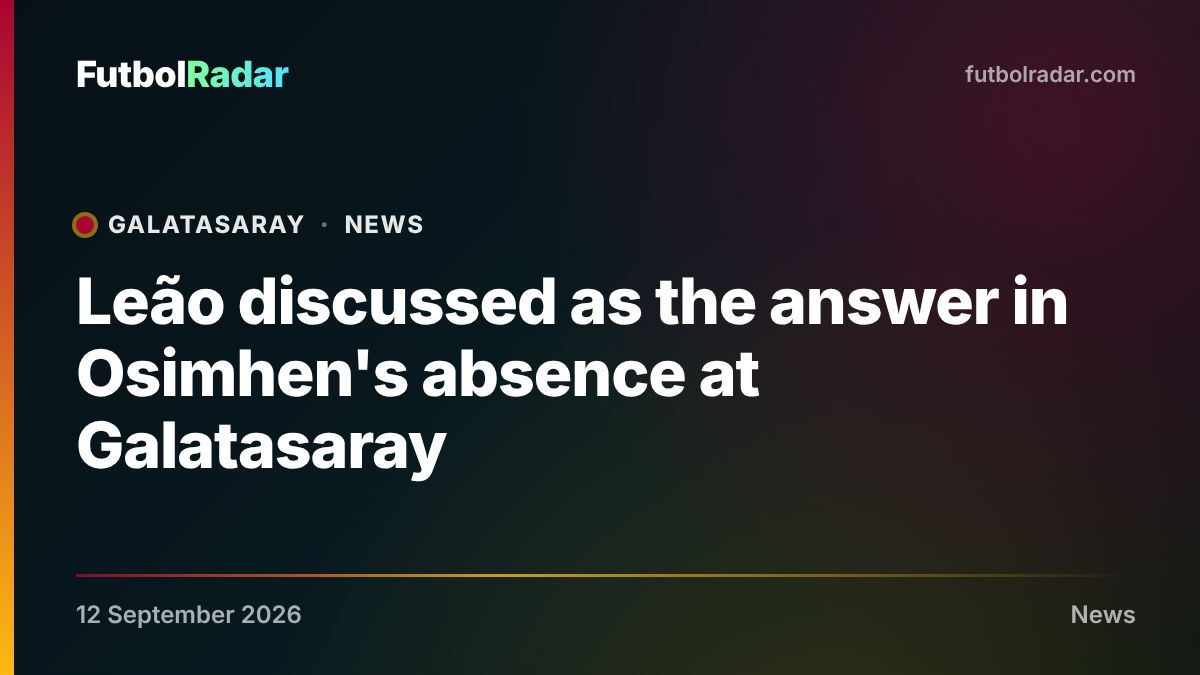 FutbolRadar
futbolradar.com
GALATASARAY · NEWS
Leão discussed as the answer in
Osimhen's absence at
Galatasaray
12 September 2026
News